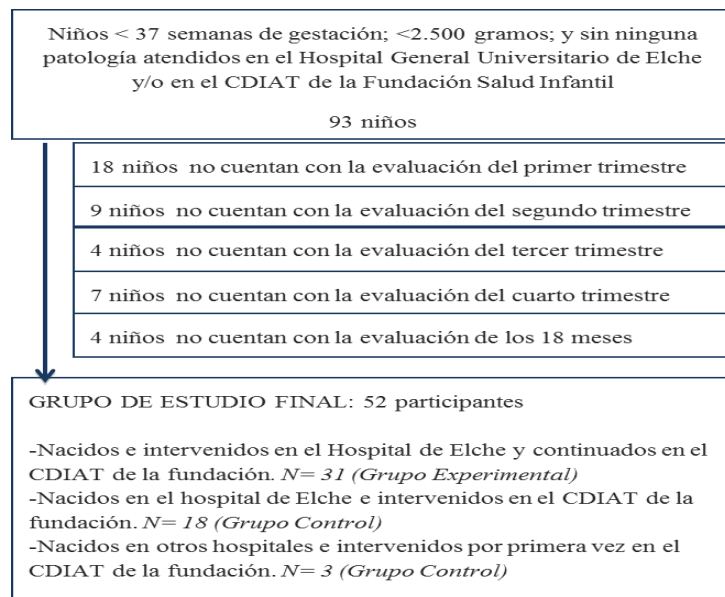 Niños < 37 semanas de gestación; <2.500 gramos; y sin ninguna
patología atendidos en el Hospital General Universitario de Elche
y/o en el CDIAT de la Fundación Salud Infantil
93 niños
18 niños no cuentan con la evaluación del primer trimestre
9 niños no cuentan con la evaluación del segundo trimestre
4 niños no cuentan con la evaluación del tercer trimestre
7 niños no cuentan con la evaluación del cuarto trimestre
4 niños no cuentan con la evaluación de los 18 meses
GRUPO DE ESTUDIO FINAL: 52 participantes
-Nacidos e intervenidos en el Hospital de Elche y continuados en el
CDIAT de la fundación. N= 31 (Grupo Experimental)
-Nacidos en el hospital de Elche e intervenidos en el CDIAT de la
fundación. N= 18 (Grupo Control)
-Nacidos en otros hospitales e intervenidos por primera vez en el
CDIAT de la fundación. N= 3 (Grupo Control)